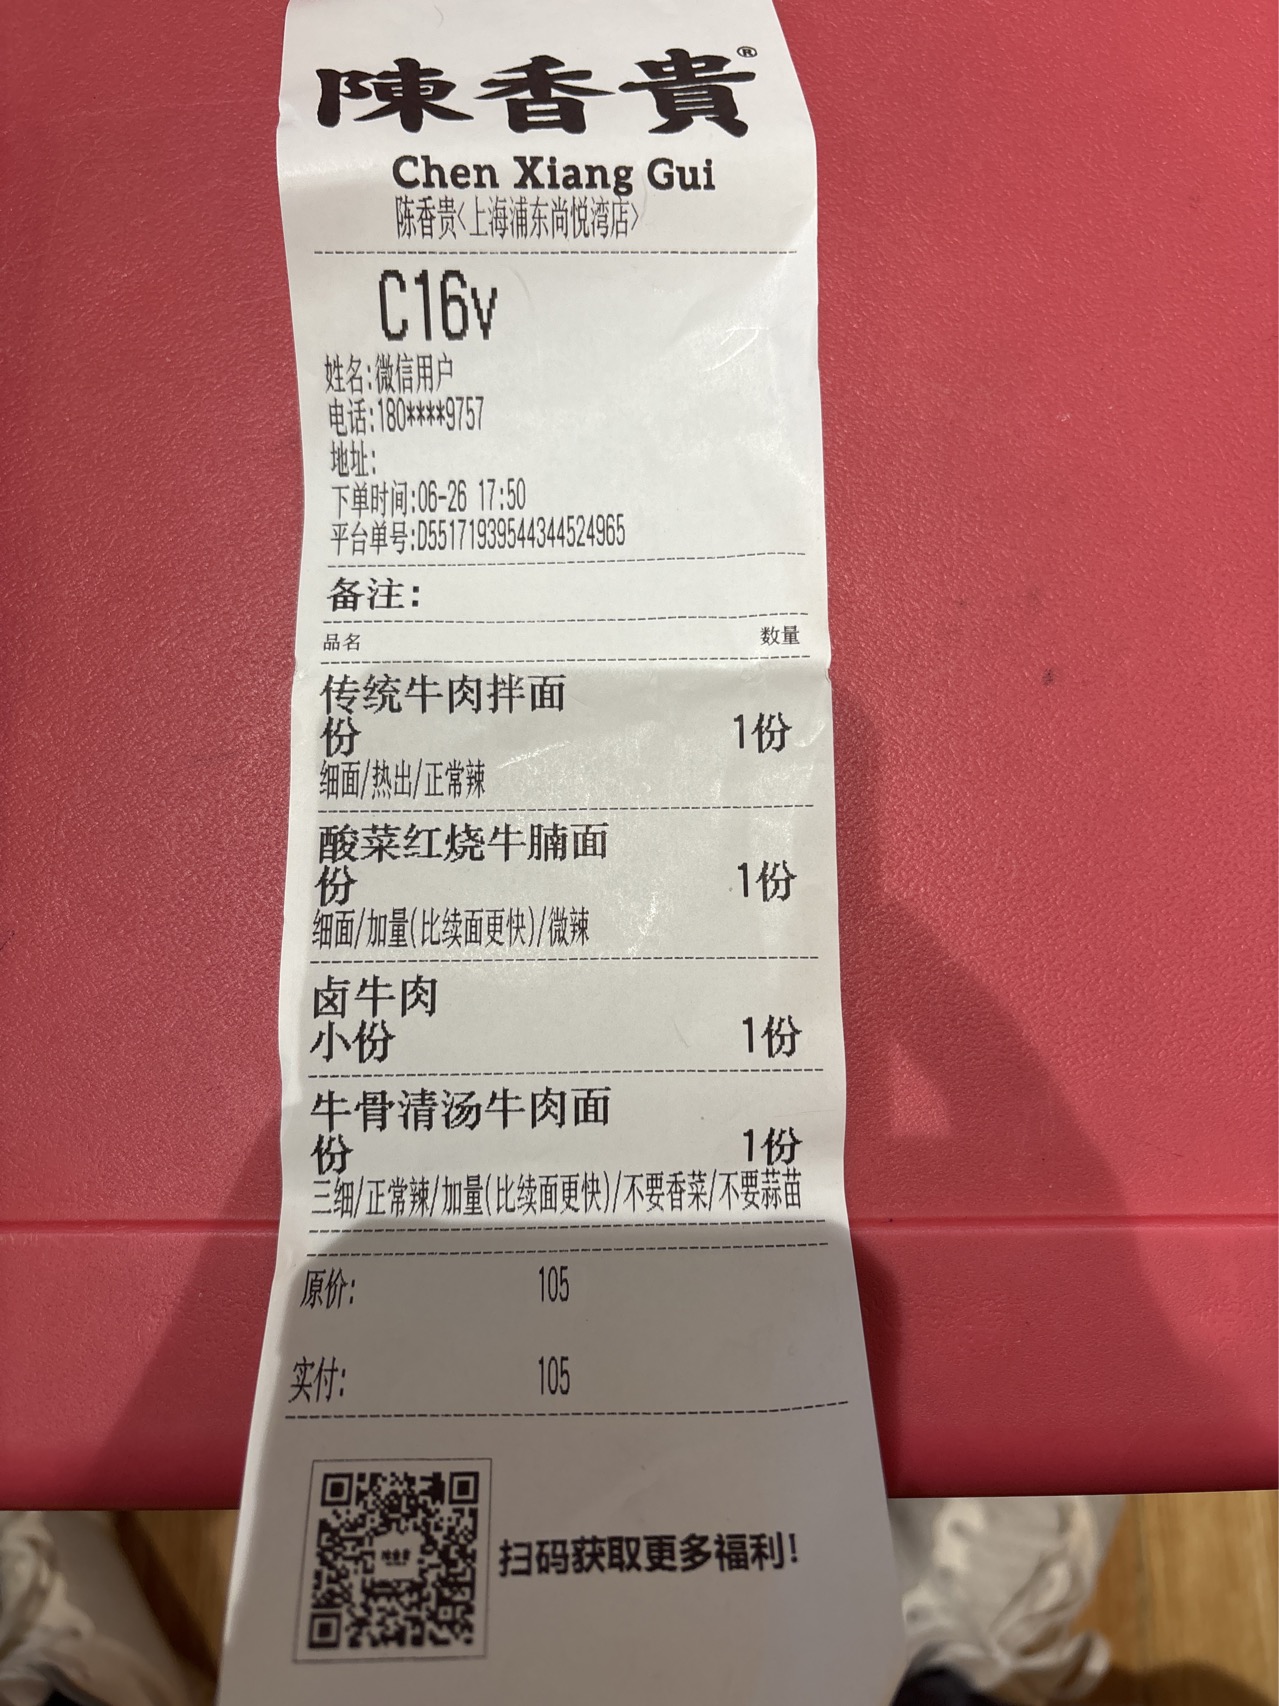 陳香貴®
Chen Xiang Gui
陈香贵<上海浦东尚悦湾店>
C16v
姓名:微信用户
电话:180****9757
地址:
下单时间:06-26 17:50
平台单号:D55171939544344524965
备注:
品名 数量
传统牛肉拌面
份 1份
细面/热出/正常辣
酸菜红烧牛腩面
份 1份
细面/加量(比续面更快)/微辣
卤牛肉
小份 1份
牛骨清汤牛肉面
份 1份
三细/正常辣/加量(比续面更快)/不要香菜/不要蒜苗
原价: 105
实付: 105
扫码获取更多福利!